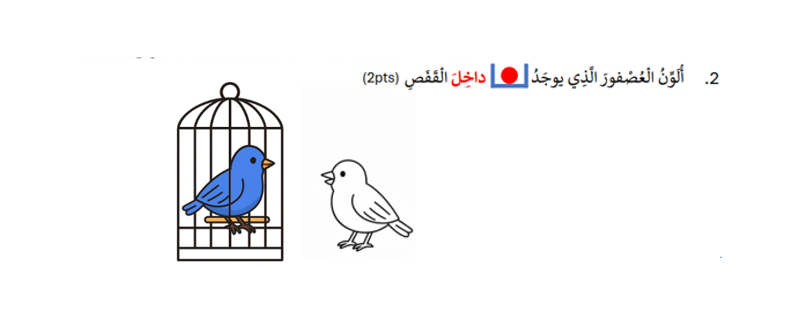 2. أُلَوِّنُ الْعُصْفورَ الَّذِي يوجَدُ داخِلَ الْقَفَصِ (2pts)